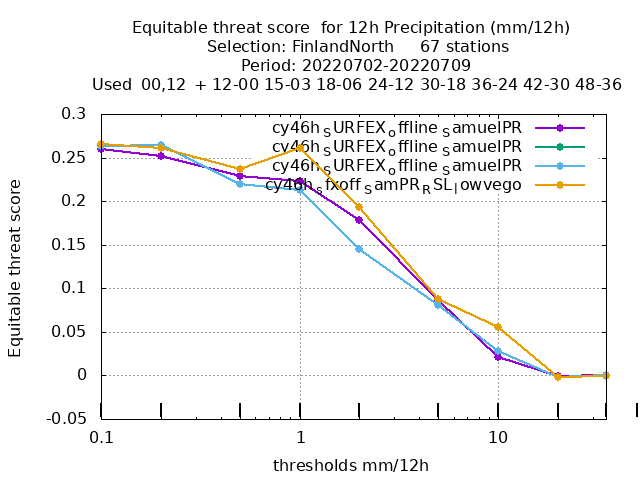 Equitable threat score for 12h Precipitation (mm/12h)
Selection: FinlandNorth 67 stations
Period: 20220702-20220709
Used 00,12 + 12-00 15-03 18-06 24-12 30-18 36-24 42-30 48-36
0.3
0.25
0.2
0.15
0.1
0.05
0
-0.05
Equitable threat score
cy46h_SURFEX_offline_SamuelPR
cy46h_SURFEX_offline_SamuelPR
cy46h_SURFEX_offline_SamuelPR
cy46h_sfxoff_SamPR_RSL_lowvego
0.1 1 10
thresholds mm/12h